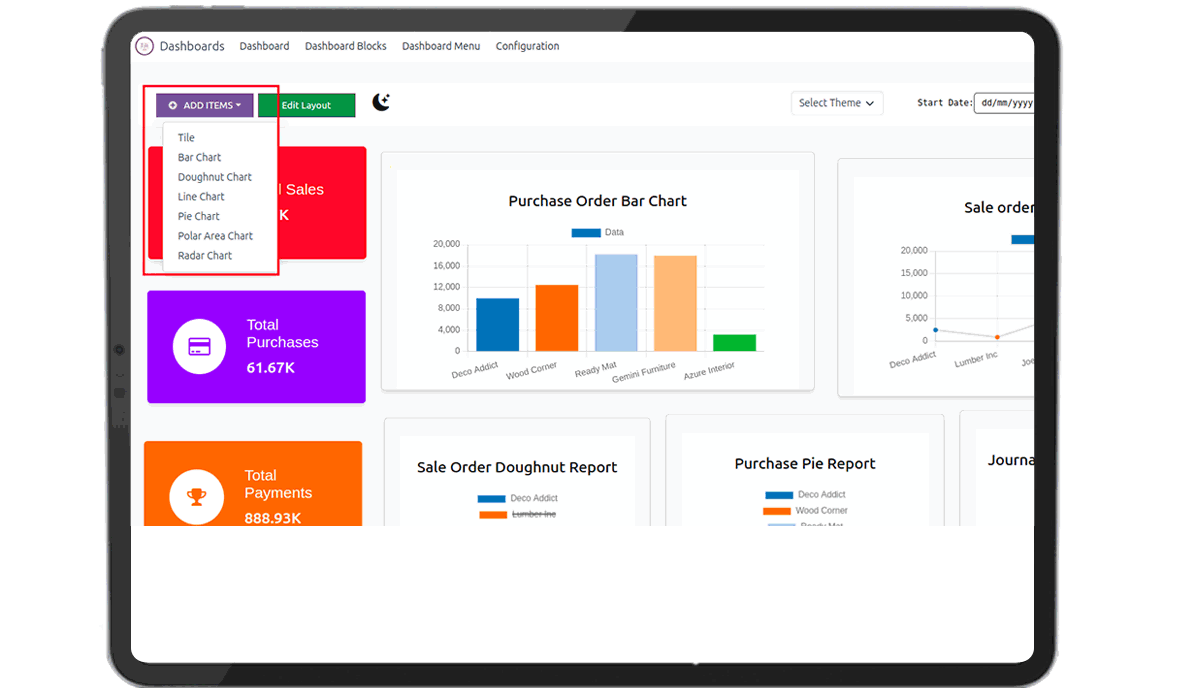 Dashboards Dashboard Dashboard Blocks Dashboard Menu Configuration
ADD ITEMS Edit Layout Select Theme Start Date: dd/mm/yyyy
Tile
Bar Chart
Doughnut Chart
Line Chart
Pie Chart
Polar Area Chart
Radar Chart
l Sales
K
Total
Purchases
61.67K
Total
Payments
888.93K
Purchase Order Bar Chart
Data
20,000
16,000
12,000
8,000
4,000
0
Deco Addict Wood Corner Ready Mat Gemini Furniture Azure Interior
Sale order
20,000
15,000
10,000
5,000
0
Deco Addict Lumber Inc Joe
Sale Order Doughnut Report
Deco Addict
Lumber Inc
Purchase Pie Report
Deco Addict
Wood Corner
Ready Mat
Journa